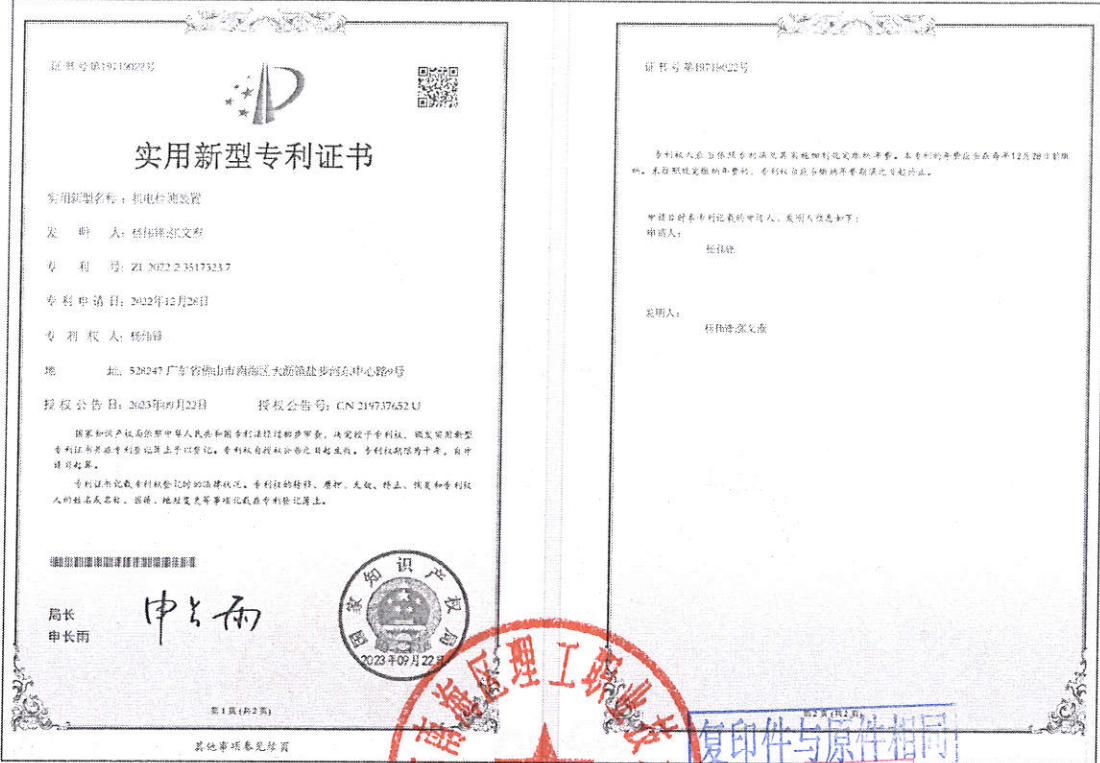 证书号第19719022号
实用新型专利证书
实用新型名称：机电检测装置
发 明 人：杨伟锋;张文燕
专 利 号：ZL 2022 2 3517323.7
专利申请日：2022年12月28日
专 利 权 人：杨伟锋
地 址：528247 广东省佛山市南海区大沥镇盐步河东中心路9号
授权公告日：2023年09月22日 授权公告号：CN 219737652 U
国家知识产权局依照中华人民共和国专利法经过初步审查，决定授予专利权，颁发实用新型
专利证书并在专利登记簿上予以登记。专利权自授权公告之日起生效。专利权期限为十年，自申
请日起算。
专利证书记载专利权登记时的法律状况。专利权的转移、质押、无效、终止、恢复和专利权
人的姓名或名称、国籍、地址变更等事项记载在专利登记簿上。
局长
申长雨
申长雨
国家知识产权局
2023年09月22日
第1页(共2页)
其他事项参见续页
证书号第19719022号
专利权人应当依照专利法及其实施细则规定缴纳年费。本专利的年费应当在每年12月28日前缴
纳。未按照规定缴纳年费的，专利权自应当缴纳年费期满之日起终止。
申请日时本专利记载的申请人、发明人信息如下：
申请人：
杨伟锋
发明人：
杨伟锋;张文燕
第2页(共2页)
南海区理工职业技
复印件与原件相同